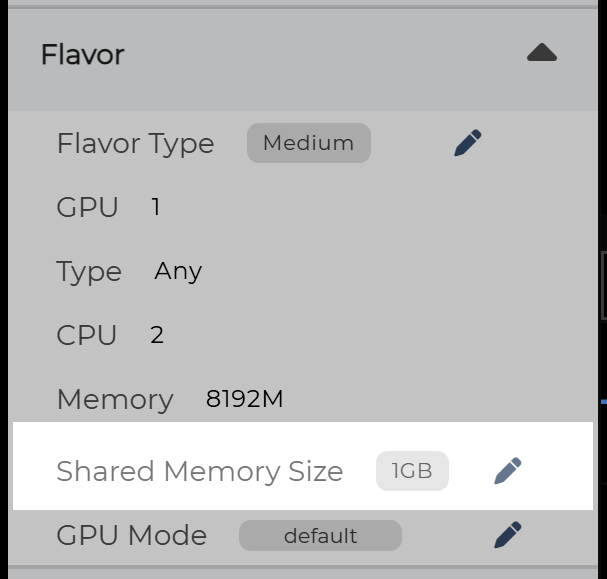 Flavor
Flavor Type Medium
GPU 1
Type Any
CPU 2
Memory 8192M
Shared Memory Size 1GB
GPU Mode default